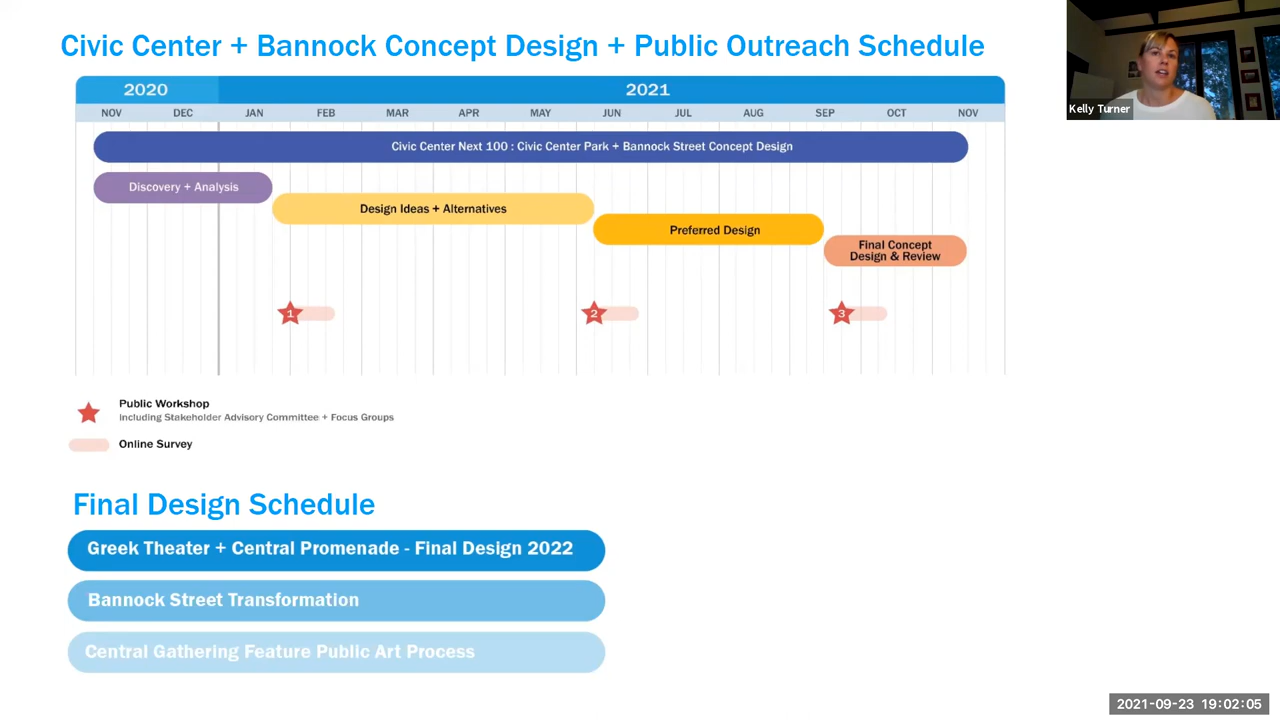 Civic Center + Bannock Concept Design + Public Outreach Schedule
Kelly Turner
2020 2021
NOV DEC JAN FEB MAR APR MAY JUN JUL AUG SEP OCT NOV
Civic Center Next 100 : Civic Center Park + Bannock Street Concept Design
Discovery + Analysis
Design Ideas + Alternatives
Preferred Design
Final Concept
Design & Review
1 2 3
Public Workshop
Including Stakeholder Advisory Committee + Focus Groups
Online Survey
Final Design Schedule
Greek Theater + Central Promenade - Final Design 2022
Bannock Street Transformation
Central Gathering Feature Public Art Process
2021-09-23 19:02:05